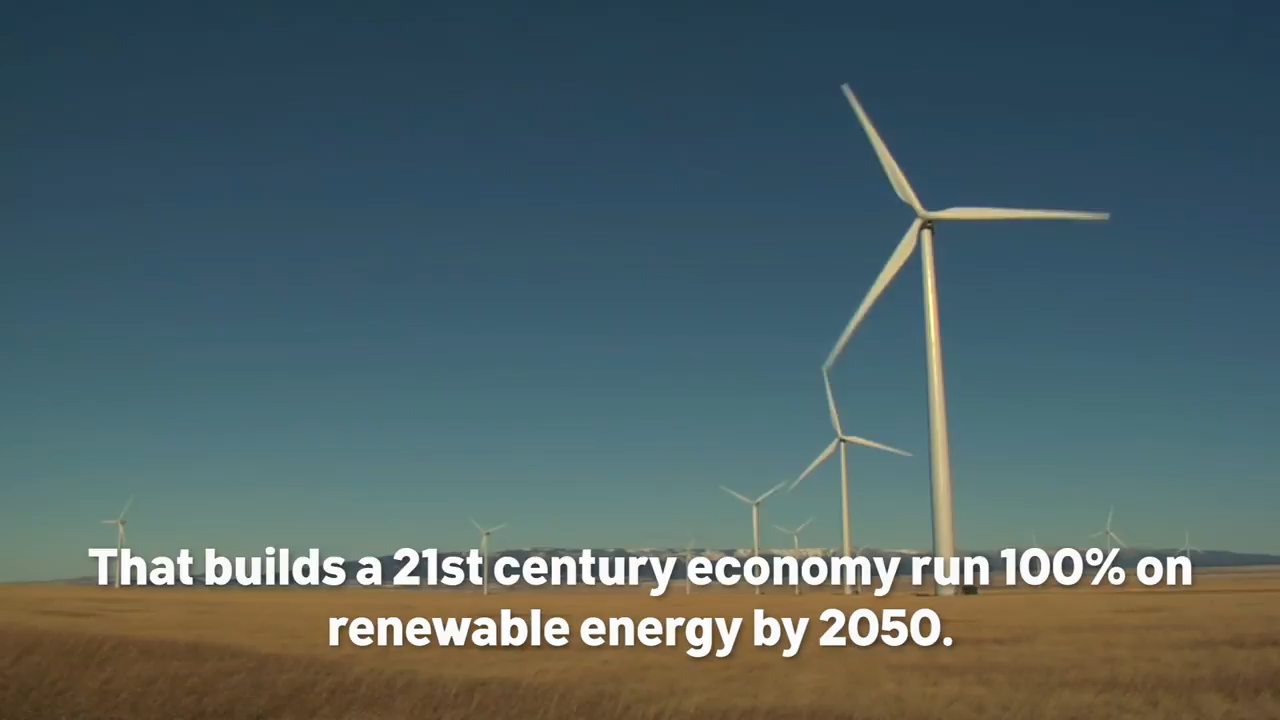 That builds a 21st century economy run 100% on
renewable energy by 2050.